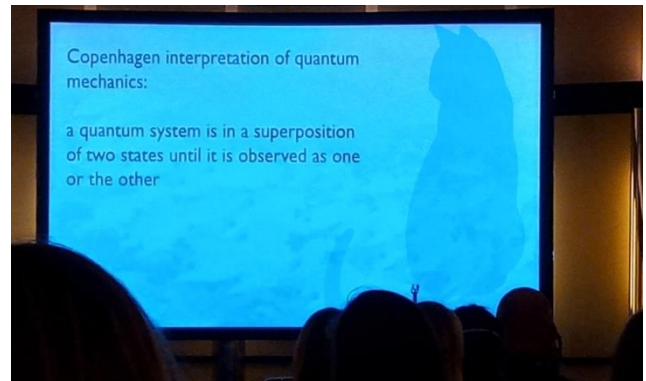 Copenhagen interpretation of quantum
mechanics:
a quantum system is in a superposition
of two states until it is observed as one
or the other